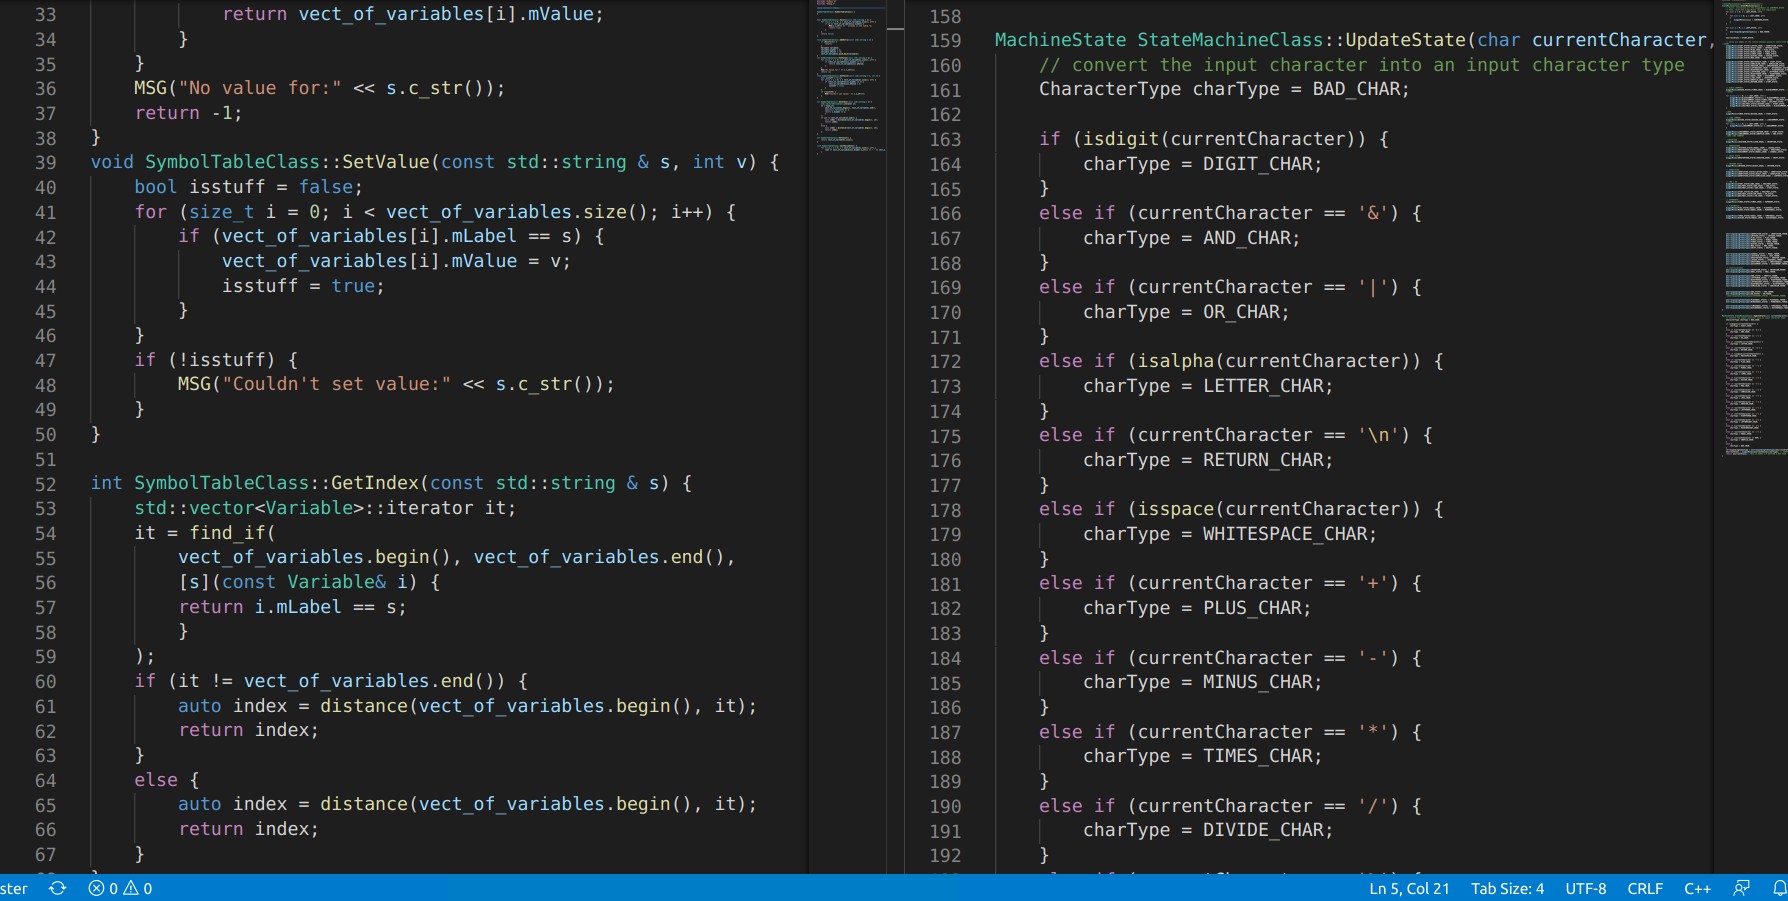 33                return vect_of_variables[i].mValue;
34            }
35        }
36        MSG("No value for:" << s.c_str());
37        return -1;
38    }
39    void SymbolTableClass::SetValue(const std::string & s, int v) {
40        bool isstuff = false;
41        for (size_t i = 0; i < vect_of_variables.size(); i++) {
42            if (vect_of_variables[i].mLabel == s) {
43                vect_of_variables[i].mValue = v;
44                isstuff = true;
45            }
46        }
47        if (!isstuff) {
48            MSG("Couldn't set value:" << s.c_str());
49        }
50    }
51
52    int SymbolTableClass::GetIndex(const std::string & s) {
53        std::vector<Variable>::iterator it;
54        it = find_if(
55            vect_of_variables.begin(), vect_of_variables.end(),
56            [s](const Variable& i) {
57            return i.mLabel == s;
58            }
59        );
60        if (it != vect_of_variables.end()) {
61            auto index = distance(vect_of_variables.begin(), it);
62            return index;
63        }
64        else {
65            auto index = distance(vect_of_variables.begin(), it);
66            return index;
67        }
158
159    MachineState StateMachineClass::UpdateState(char currentCharacter,
160        // convert the input character into an input character type
161        CharacterType charType = BAD_CHAR;
162
163        if (isdigit(currentCharacter)) {
164            charType = DIGIT_CHAR;
165        }
166        else if (currentCharacter == '&') {
167            charType = AND_CHAR;
168        }
169        else if (currentCharacter == '|') {
170            charType = OR_CHAR;
171        }
172        else if (isalpha(currentCharacter)) {
173            charType = LETTER_CHAR;
174        }
175        else if (currentCharacter == '\n') {
176            charType = RETURN_CHAR;
177        }
178        else if (isspace(currentCharacter)) {
179            charType = WHITESPACE_CHAR;
180        }
181        else if (currentCharacter == '+') {
182            charType = PLUS_CHAR;
183        }
184        else if (currentCharacter == '-') {
185            charType = MINUS_CHAR;
186        }
187        else if (currentCharacter == '*') {
188            charType = TIMES_CHAR;
189        }
190        else if (currentCharacter == '/') {
191            charType = DIVIDE_CHAR;
192        }
ster 0 0 Ln 5, Col 21 Tab Size: 4 UTF-8 CRLF C++